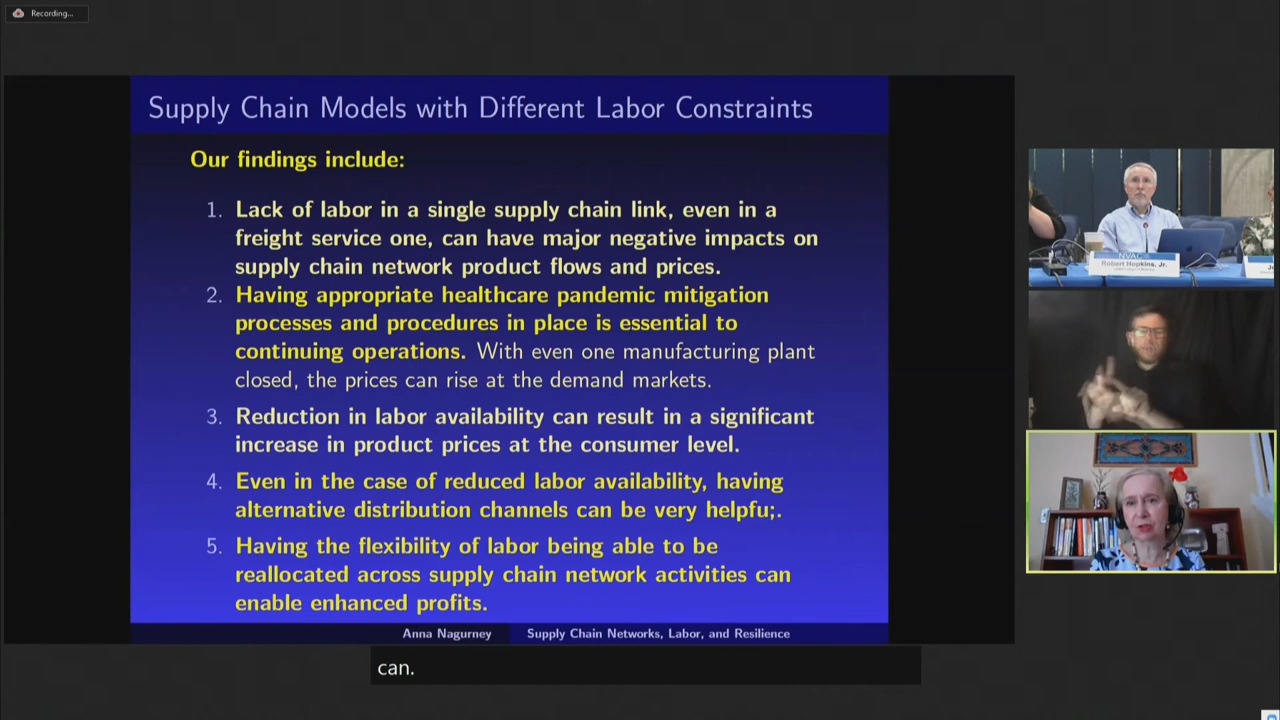 Recording...
Supply Chain Models with Different Labor Constraints
Our findings include:
1. Lack of labor in a single supply chain link, even in a
freight service one, can have major negative impacts on
supply chain network product flows and prices.
2. Having appropriate healthcare pandemic mitigation
processes and procedures in place is essential to
continuing operations. With even one manufacturing plant
closed, the prices can rise at the demand markets.
3. Reduction in labor availability can result in a significant
increase in product prices at the consumer level.
4. Even in the case of reduced labor availability, having
alternative distribution channels can be very helpfu;.
5. Having the flexibility of labor being able to be
reallocated across supply chain network activities can
enable enhanced profits.
Anna Nagurney Supply Chain Networks, Labor, and Resilience
can.
NVAC
Robert Hopkins, Jr.